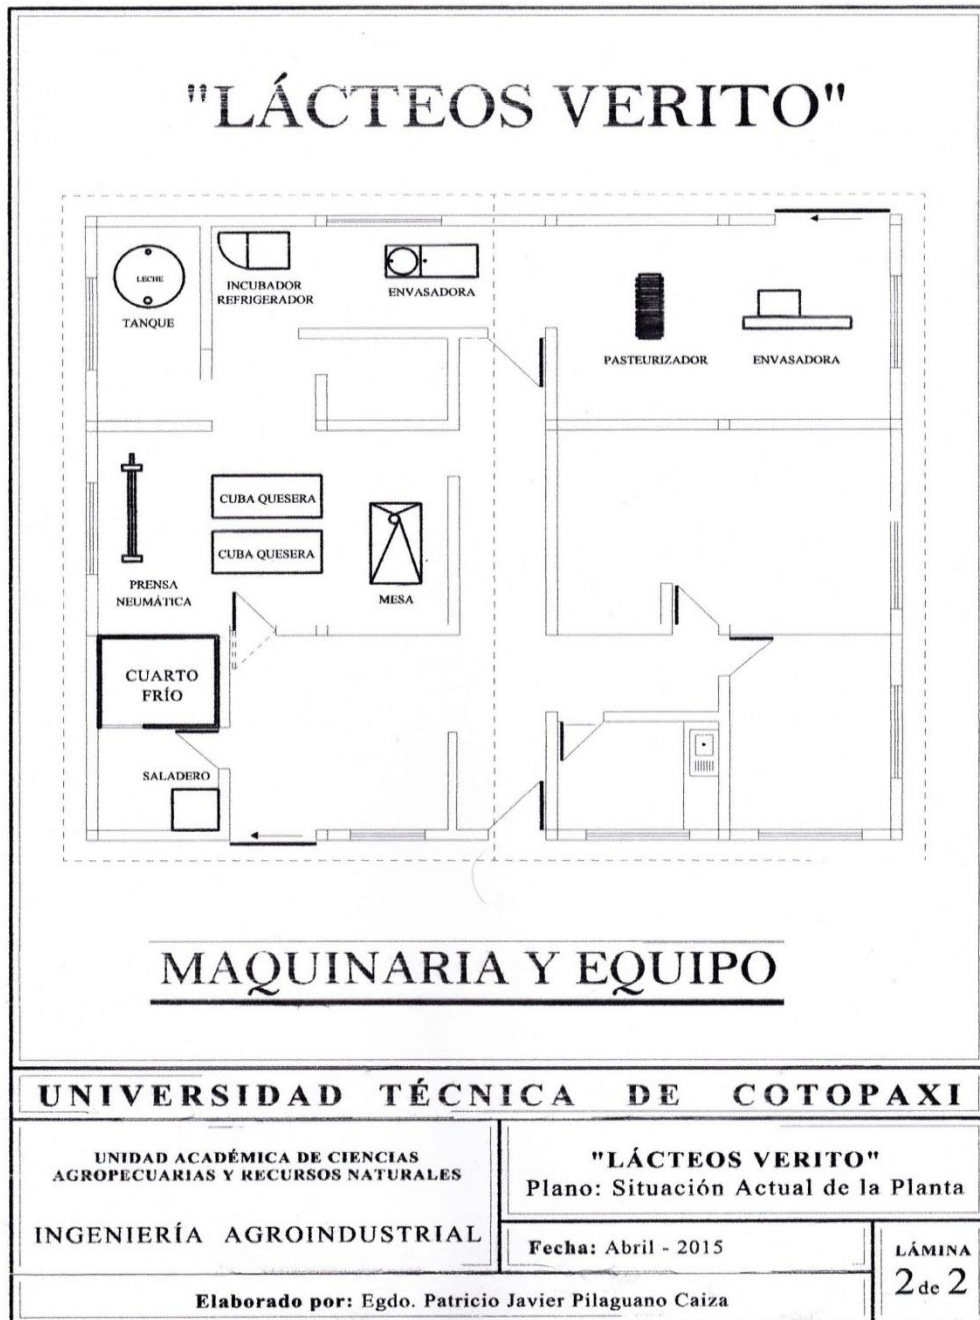 "LÁCTEOS VERITO"
LECHE
TANQUE
INCUBADOR
REFRIGERADOR
ENVASADORA
PASTEURIZADOR
ENVASADORA
CUBA QUESERA
CUBA QUESERA
PRENSA
NEUMÁTICA
MESA
CUARTO
FRÍO
SALADERO
MAQUINARIA Y EQUIPO
UNIVERSIDAD TÉCNICA DE COTOPAXI
UNIDAD ACADÉMICA DE CIENCIAS
AGROPECUARIAS Y RECURSOS NATURALES
INGENIERÍA AGROINDUSTRIAL
"LÁCTEOS VERITO"
Plano: Situación Actual de la Planta
Fecha: Abril - 2015
LÁMINA
2 de 2
Elaborado por: Egdo. Patricio Javier Pilaguano Caiza